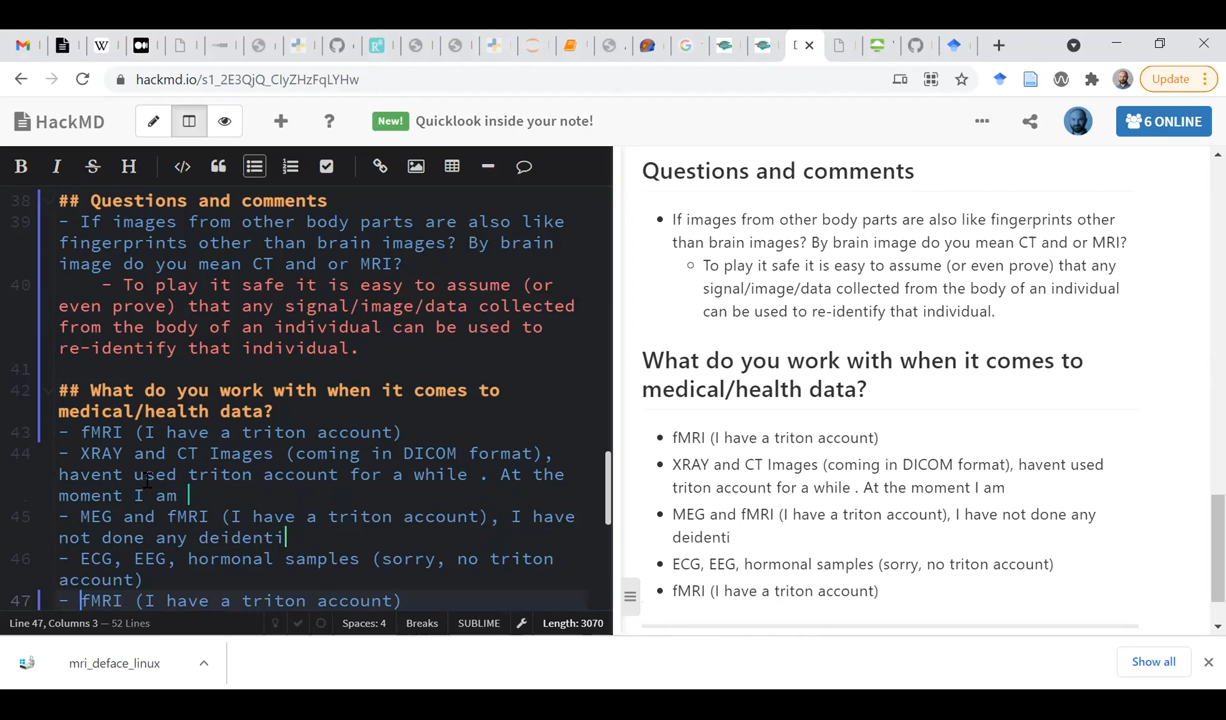 hackmd.io/s1_2E3QjQ_CIyZHzFqLYHw
Update
HackMD
New!
Quicklook inside your note!
6 ONLINE
B I S H
38 ## Questions and comments
39 - If images from other body parts are also like
fingerprints other than brain images? By brain
image do you mean CT and or MRI?
40 - To play it safe it is easy to assume (or
even prove) that any signal/image/data collected
from the body of an individual can be used to
re-identify that individual.
41
42 ## What do you work with when it comes to
medical/health data?
43 - fMRI (I have a triton account)
44 - XRAY and CT Images (coming in DICOM format),
havent used triton account for a while . At the
moment I am
45 - MEG and fMRI (I have a triton account), I have
not done any deidenti
46 - ECG, EEG, hormonal samples (sorry, no triton
account)
47 - fMRI (I have a triton account)
Line 47, Columns 3 — 52 Lines
Spaces: 4
Breaks
SUBLIME
Length: 3070
Questions and comments
If images from other body parts are also like fingerprints other
than brain images? By brain image do you mean CT and or MRI?
To play it safe it is easy to assume (or even prove) that any
signal/image/data collected from the body of an individual
can be used to re-identify that individual.
What do you work with when it comes to
medical/health data?
fMRI (I have a triton account)
XRAY and CT Images (coming in DICOM format), havent used
triton account for a while . At the moment I am
MEG and fMRI (I have a triton account), I have not done any
deidenti
ECG, EEG, hormonal samples (sorry, no triton account)
fMRI (I have a triton account)
mri_deface_linux
Show all